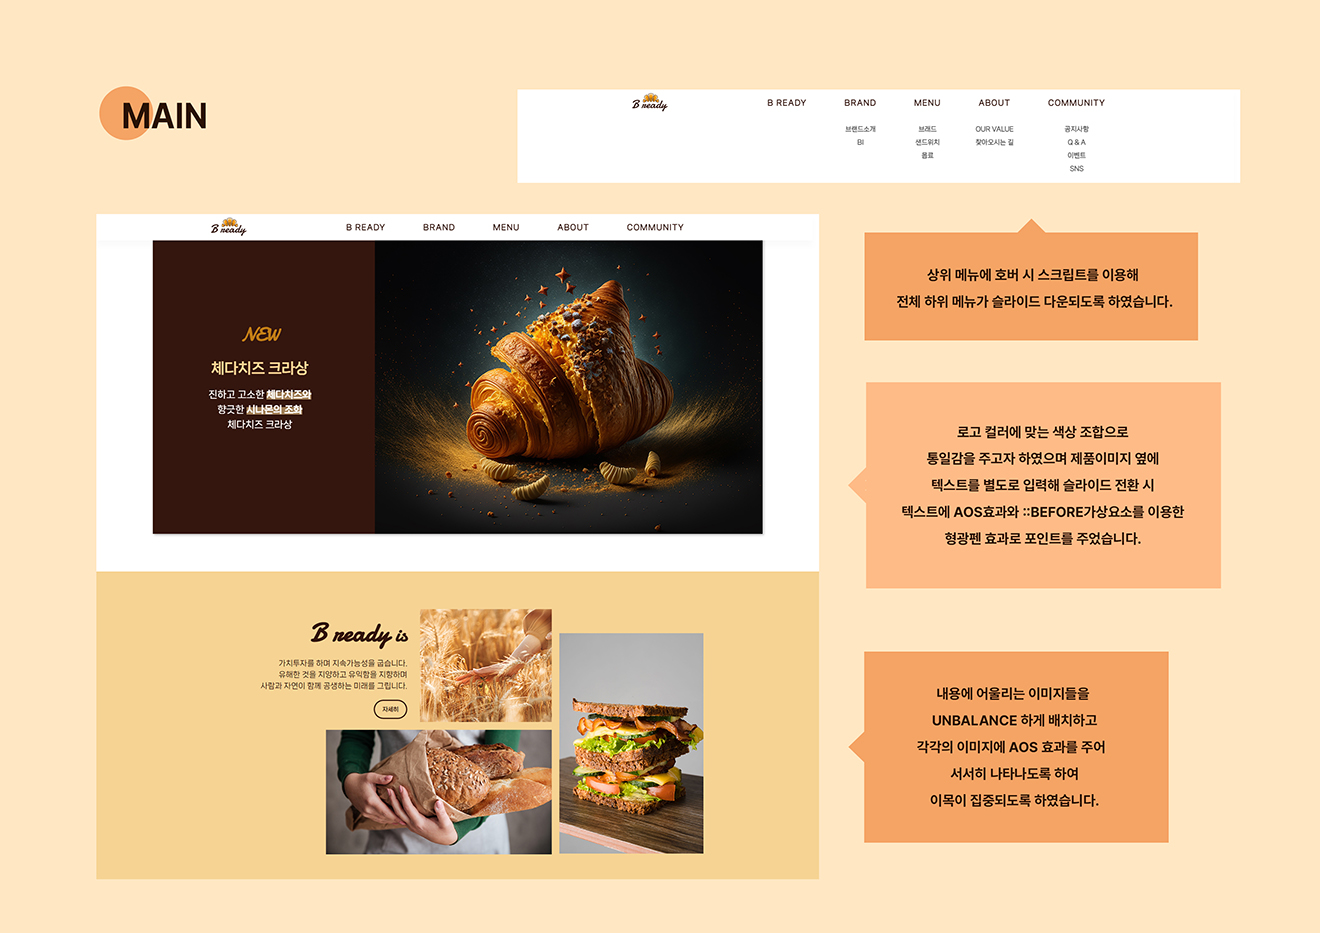 MAIN
B ready
B READY BRAND MENU ABOUT COMMUNITY
브랜드소개 브래드 OUR VALUE 공지사항
BI 샌드위치 찾아오시는 길 Q & A
음료 이벤트
SNS
B ready
B READY BRAND MENU ABOUT COMMUNITY
NEW
체다치즈 크라상
진하고 고소한 체다치즈와
향긋한 시나몬의 조화
체다치즈 크라상
상위 메뉴에 호버 시 스크립트를 이용해
전체 하위 메뉴가 슬라이드 다운되도록 하였습니다.
로고 컬러에 맞는 색상 조합으로
통일감을 주고자 하였으며 제품이미지 옆에
텍스트를 별도로 입력해 슬라이드 전환 시
텍스트에 AOS효과와 ::BEFORE가상요소를 이용한
형광펜 효과로 포인트를 주었습니다.
B ready is
가치투자를 하며 지속가능성을 굽습니다.
유해한 것을 지양하고 유익함을 지향하며
사람과 자연이 함께 공생하는 미래를 그립니다.
자세히
내용에 어울리는 이미지들을
UNBALANCE 하게 배치하고
각각의 이미지에 AOS 효과를 주어
서서히 나타나도록 하여
이목이 집중되도록 하였습니다.